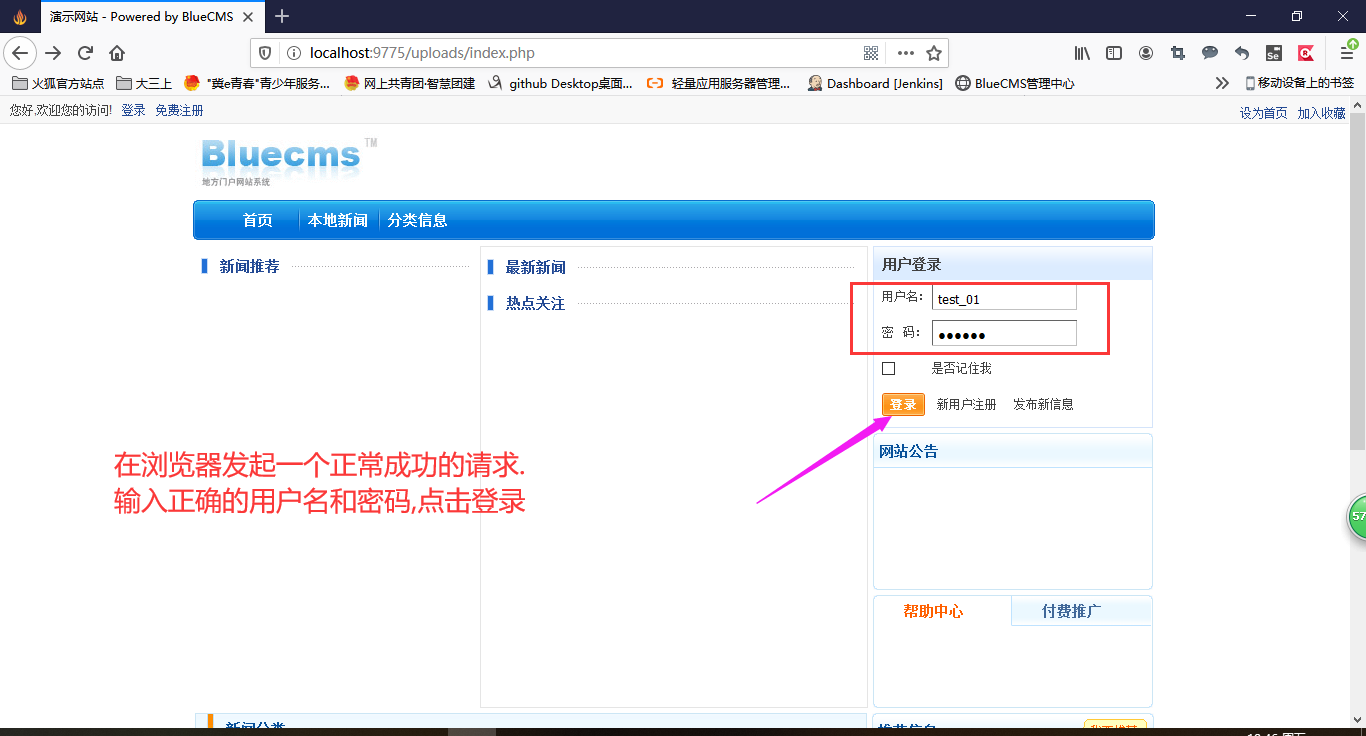 演示网站 - Powered by BlueCMS
localhost:9775/uploads/index.php
火狐官方站点 大三上 "冀e青春"青少年服务... 网上共青团·智慧团建 github Desktop桌面... 轻量应用服务器管理... Dashboard [Jenkins] BlueCMS管理中心 移动设备上的书签
您好,欢迎您的访问! 登录 免费注册 设为首页 加入收藏
Bluecms TM
地方门户网站系统
首页 本地新闻 分类信息
新闻推荐
最新新闻
热点关注
用户登录
用户名: test_01
密 码: ●●●●●●
是否记住我
登录 新用户注册 发布新信息
在浏览器发起一个正常成功的请求.
输入正确的用户名和密码,点击登录
网站公告
57
帮助中心 付费推广
新闻分类